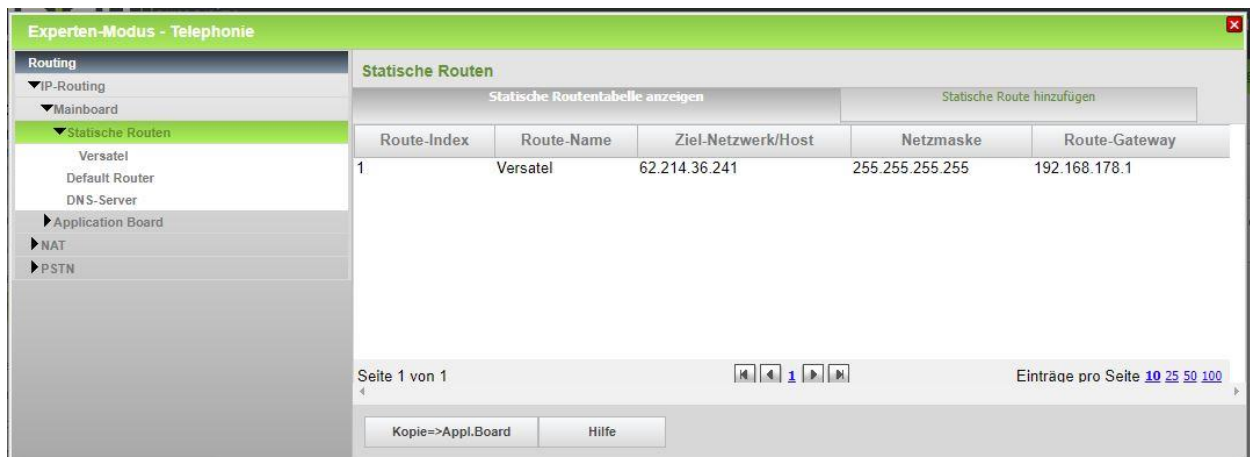 Experten-Modus - Telephonie
Routing
IP-Routing
Mainboard
Statische Routen
Versatel
Default Router
DNS-Server
Application Board
NAT
PSTN
Statische Routen
Statische Routentabelle anzeigen Statische Route hinzufügen
Route-Index Route-Name Ziel-Netzwerk/Host Netzmaske Route-Gateway
1 Versatel 62.214.36.241 255.255.255.255 192.168.178.1
Seite 1 von 1 1 Einträge pro Seite 10 25 50 100
Kopie=>Appl.Board Hilfe